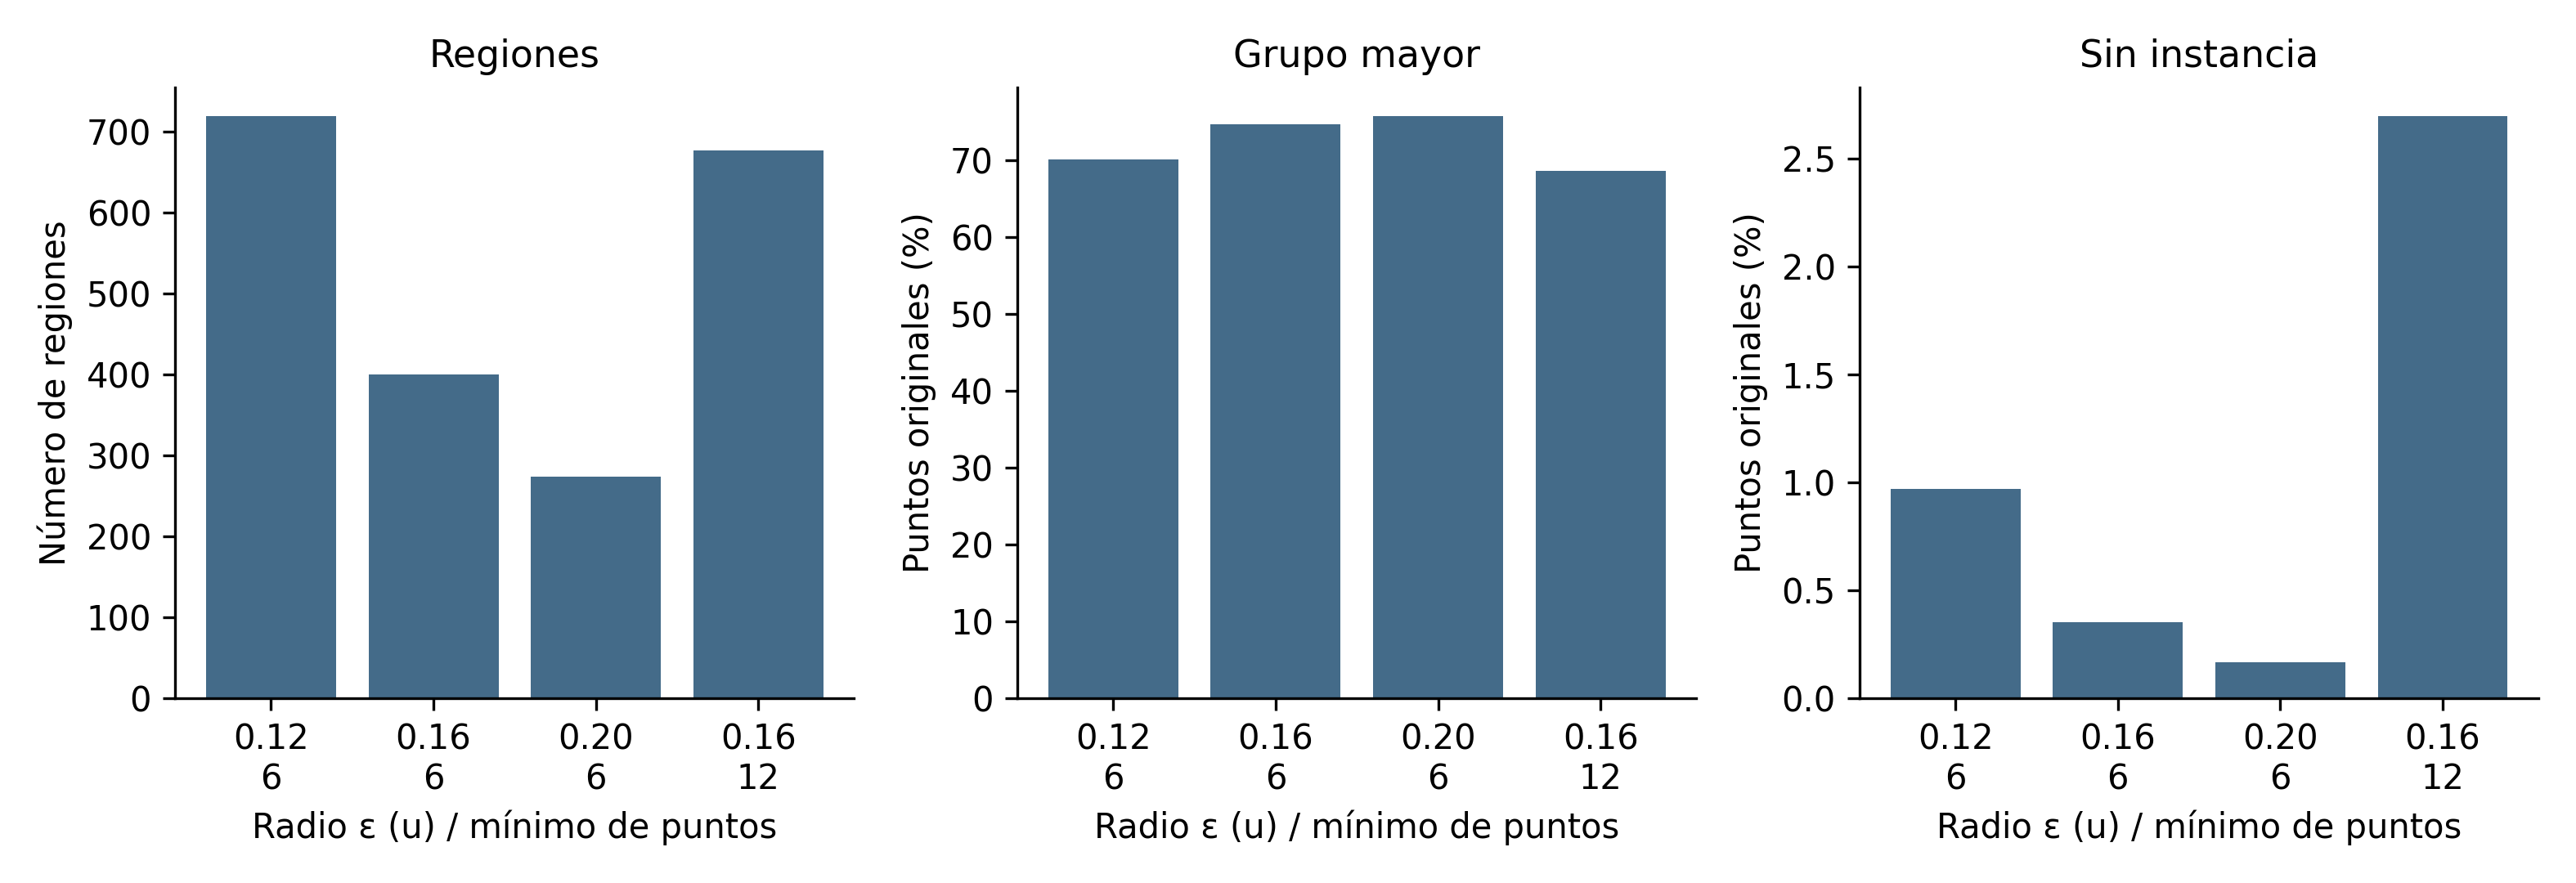 Regiones
Número de regiones
700
600
500
400
300
200
100
0
0.12 0.16 0.20 0.16
6 6 6 12
Radio ε (u) / mínimo de puntos
Grupo mayor
Puntos originales (%)
70
60
50
40
30
20
10
0
0.12 0.16 0.20 0.16
6 6 6 12
Radio ε (u) / mínimo de puntos
Sin instancia
Puntos originales (%)
2.5
2.0
1.5
1.0
0.5
0.0
0.12 0.16 0.20 0.16
6 6 6 12
Radio ε (u) / mínimo de puntos